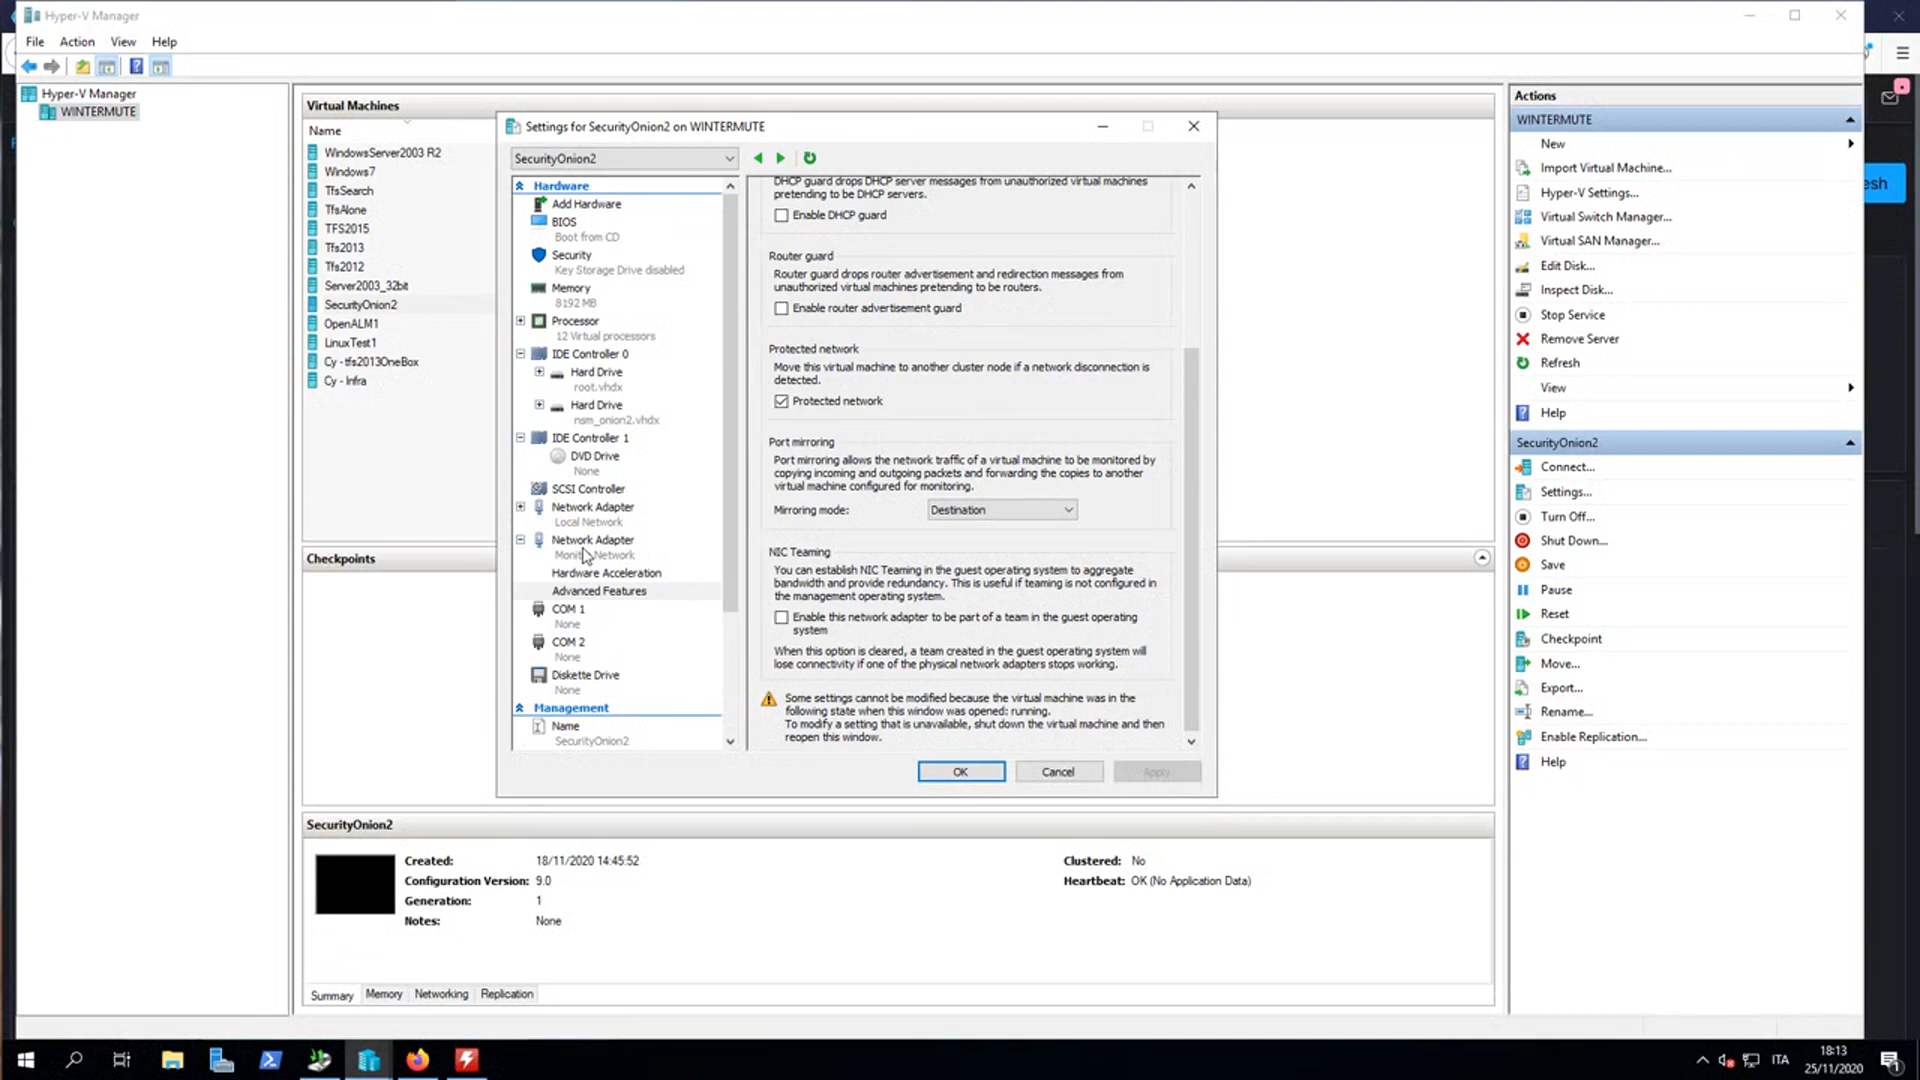 Hyper-V Manager
File Action View Help
Hyper-V Manager
WINTERMUTE
Virtual Machines
Name
WindowsServer2003 R2
Windows7
TfsSearch
TfsAlone
TFS2015
Tfs2013
Tfs2012
Server2003_32bit
SecurityOnion2
OpenALM1
LinuxTest1
Cy - tfs2013OneBox
Cy - Infra
Checkpoints
Settings for SecurityOnion2 on WINTERMUTE
SecurityOnion2
Hardware
Add Hardware
BIOS
Boot from CD
Security
Key Storage Drive disabled
Memory
8192 MB
Processor
12 Virtual processors
IDE Controller 0
Hard Drive
root.vhdx
Hard Drive
nsm_onion2.vhdx
IDE Controller 1
DVD Drive
None
SCSI Controller
Network Adapter
Local Network
Network Adapter
Network
Hardware Acceleration
Advanced Features
COM 1
None
COM 2
None
Diskette Drive
None
Management
Name
SecurityOnion2
DHCP guard drops DHCP server messages from unauthorized virtual machines
pretending to be DHCP servers.
Enable DHCP guard
Router guard
Router guard drops router advertisement and redirection messages from
unauthorized virtual machines pretending to be routers.
Enable router advertisement guard
Protected network
Move this virtual machine to another cluster node if a network disconnection is
detected.
Protected network
Port mirroring
Port mirroring allows the network traffic of a virtual machine to be monitored by
copying incoming and outgoing packets and forwarding the copies to another
virtual machine configured for monitoring.
Mirroring mode: Destination
NIC Teaming
You can establish NIC Teaming in the guest operating system to aggregate
bandwidth and provide redundancy. This is useful if teaming is not configured in
the management operating system.
Enable this network adapter to be part of a team in the guest operating
system
When this option is cleared, a team created in the guest operating system will
lose connectivity if one of the physical network adapters stops working.
Some settings cannot be modified because the virtual machine was in the
following state when this window was opened: running.
To modify a setting that is unavailable, shut down the virtual machine and then
reopen this window.
OK Cancel Apply
SecurityOnion2
Created: 18/11/2020 14:45:52
Configuration Version: 9.0
Generation: 1
Notes: None
Clustered: No
Heartbeat: OK (No Application Data)
Summary Memory Networking Replication
Actions
WINTERMUTE
New
Import Virtual Machine...
Hyper-V Settings...
Virtual Switch Manager...
Virtual SAN Manager...
Edit Disk...
Inspect Disk...
Stop Service
Remove Server
Refresh
View
Help
SecurityOnion2
Connect...
Settings...
Turn Off...
Shut Down...
Save
Pause
Reset
Checkpoint
Move...
Export...
Rename...
Enable Replication...
Help
esh
ITA
18:13
25/11/2020
1